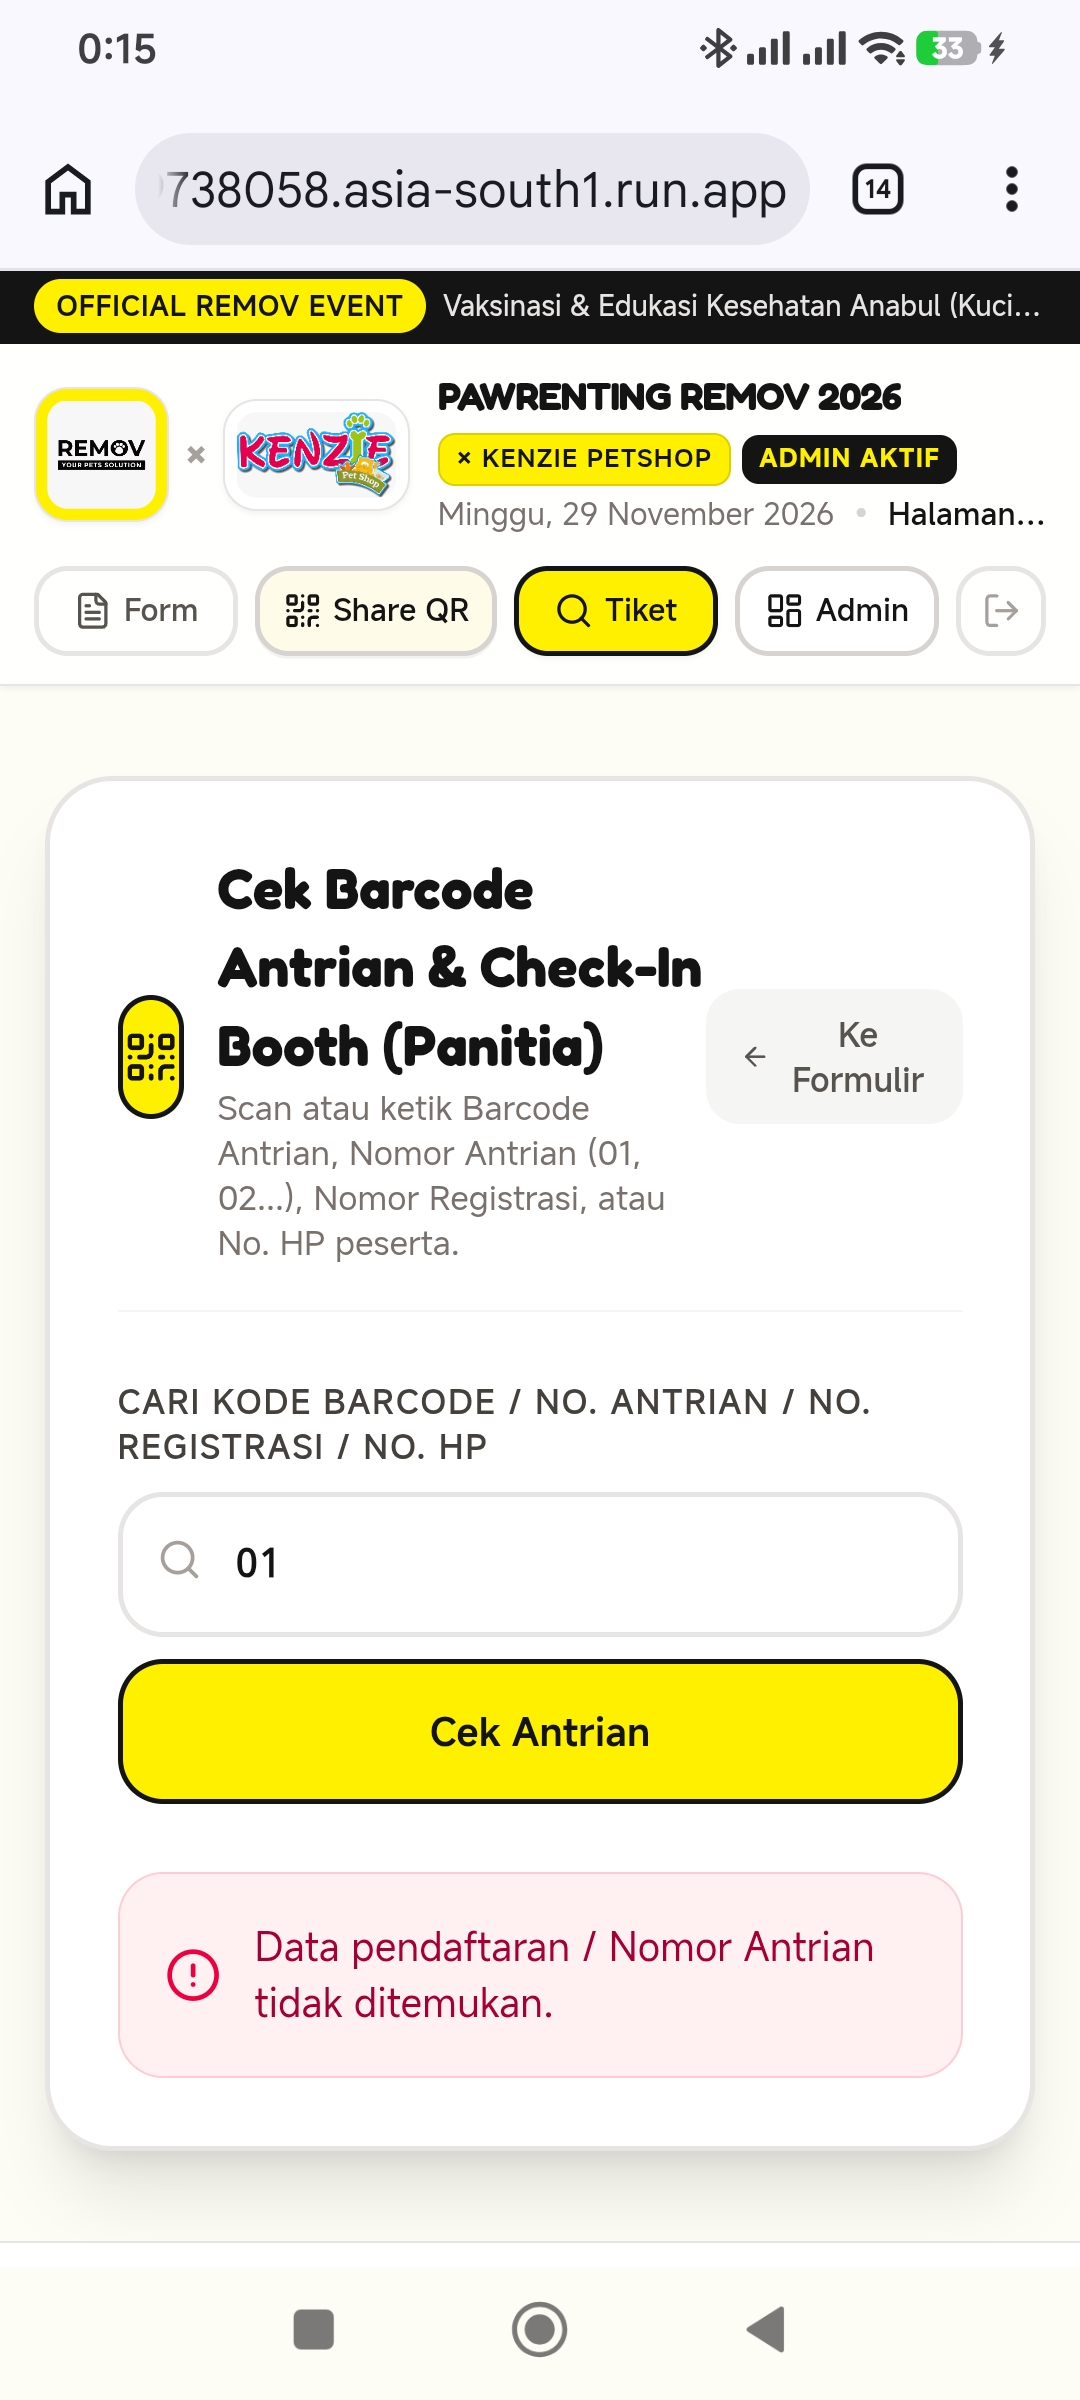 0:15
33
738058.asia-south1.run.app
14
OFFICIAL REMOV EVENT Vaksinasi & Edukasi Kesehatan Anabul (Kuci...
REMOV
YOUR PETS SOLUTION
×
KENZIE
Pet Shop
PAWRENTING REMOV 2026
× KENZIE PETSHOP ADMIN AKTIF
Minggu, 29 November 2026 • Halaman...
Form Share QR Tiket Admin
Cek Barcode
Antrian & Check-In
Booth (Panitia)
Scan atau ketik Barcode
Antrian, Nomor Antrian (01,
02...), Nomor Registrasi, atau
No. HP peserta.
← Ke
Formulir
CARI KODE BARCODE / NO. ANTRIAN / NO.
REGISTRASI / NO. HP
01
Cek Antrian
Data pendaftaran / Nomor Antrian
tidak ditemukan.